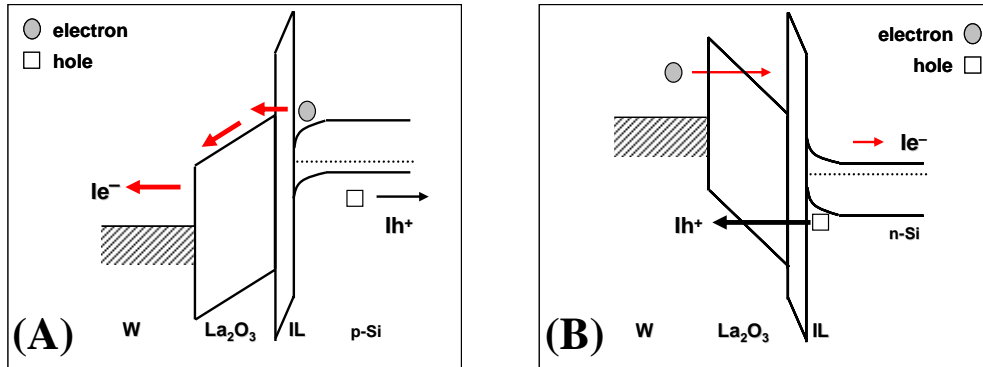 electron
hole
Ie⁻
Ih⁺
(A)
W
La₂O₃
IL
p-Si
electron
hole
Ie⁻
Ih⁺
n-Si
(B)
W
La₂O₃
IL